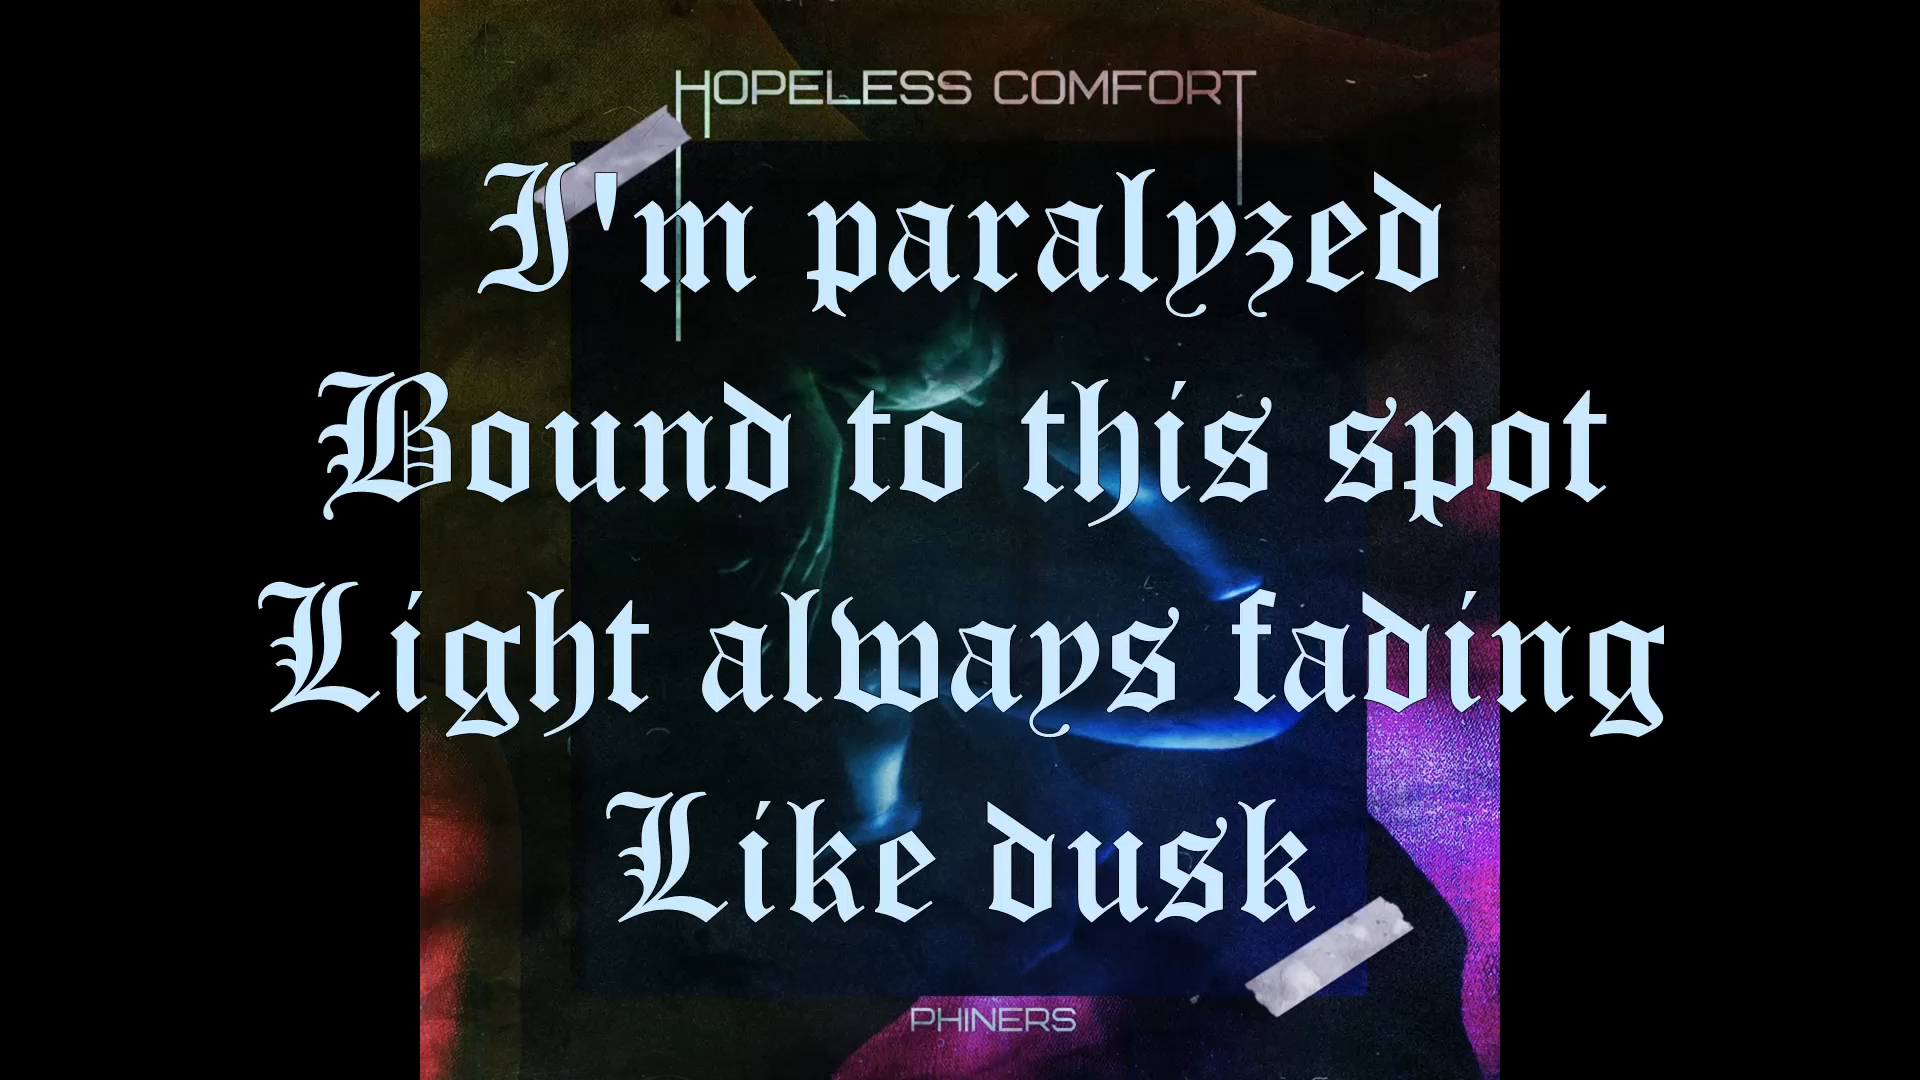 HOPELESS COMFORT
I'm paralyzed
Bound to this spot
Light always fading
Like dusk
PHINERS